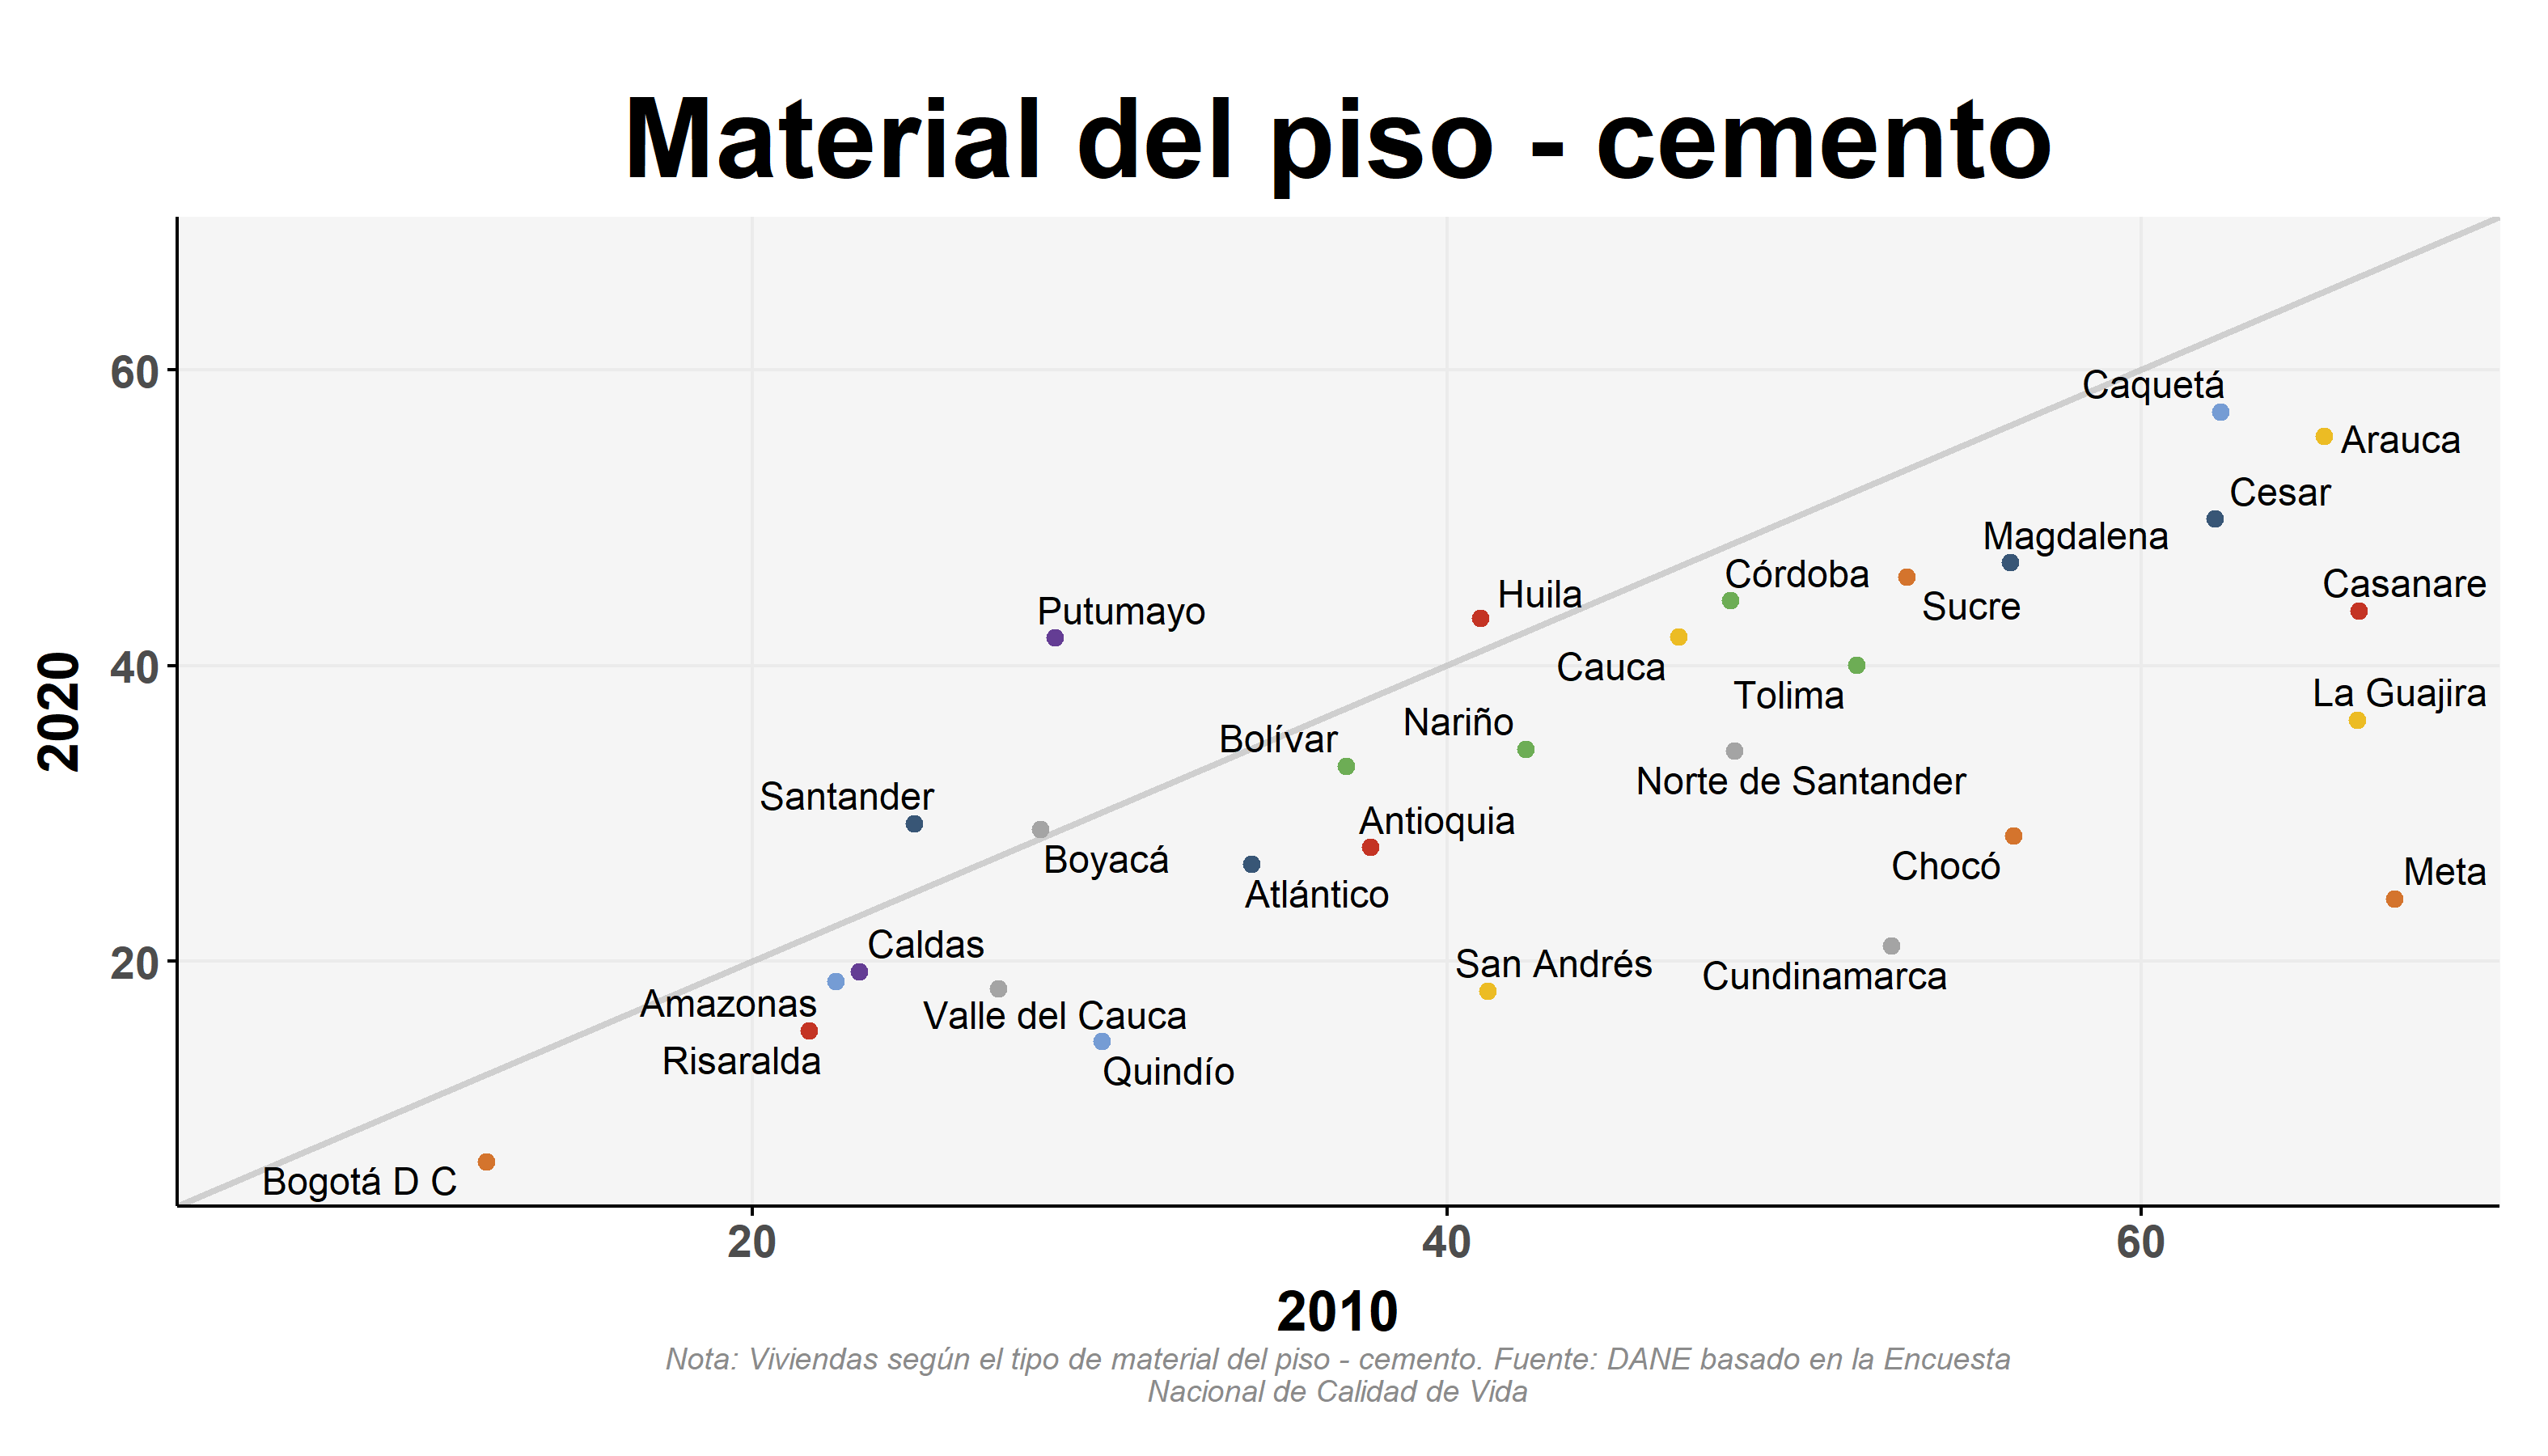 Material del piso - cemento
60
Caquetá
Arauca
Cesar
Magdalena
Córdoba
Casanare
Huila
Sucre
Putumayo
40
2020
Cauca
Tolima
La Guajira
Nariño
Bolívar
Norte de Santander
Santander
Antioquia
Boyacá
Chocó
Meta
Atlántico
Caldas
20
San Andrés
Cundinamarca
Amazonas
Valle del Cauca
Risaralda
Quindío
Bogotá D C
20
40
60
2010
Nota: Viviendas según el tipo de material del piso - cemento. Fuente: DANE basado en la Encuesta
Nacional de Calidad de Vida